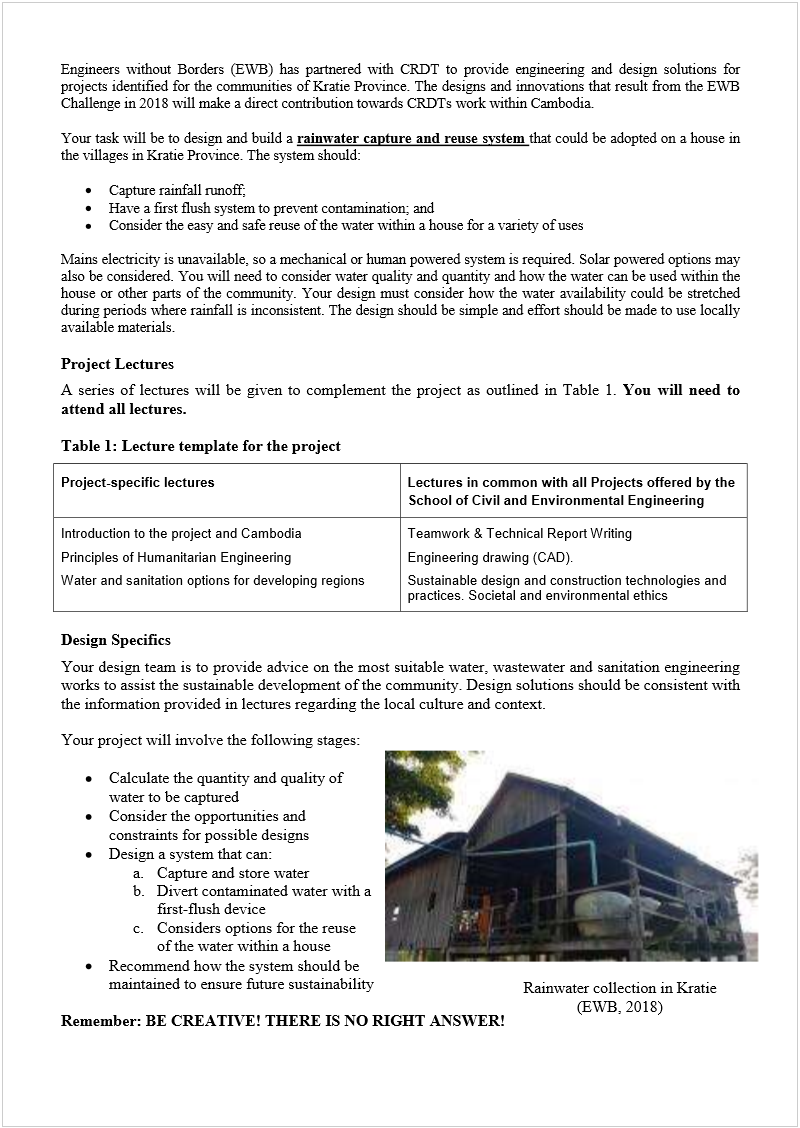 Engineers without Borders (EWB) has partnered with CRDT to provide engineering and design solutions for
projects identified for the communities of Kratie Province. The designs and innovations that result from the EWB
Challenge in 2018 will make a direct contribution towards CRDTs work within Cambodia.
Your task will be to design and build a rainwater capture and reuse system that could be adopted on a house in
the villages in Kratie Province. The system should:
• Capture rainfall runoff;
• Have a first flush system to prevent contamination; and
• Consider the easy and safe reuse of the water within a house for a variety of uses
Mains electricity is unavailable, so a mechanical or human powered system is required. Solar powered options may
also be considered. You will need to consider water quality and quantity and how the water can be used within the
house or other parts of the community. Your design must consider how the water availability could be stretched
during periods where rainfall is inconsistent. The design should be simple and effort should be made to use locally
available materials.
Project Lectures
A series of lectures will be given to complement the project as outlined in Table 1. You will need to
attend all lectures.
Table 1: Lecture template for the project
Project-specific lectures
Lectures in common with all Projects offered by the
School of Civil and Environmental Engineering
Introduction to the project and Cambodia
Principles of Humanitarian Engineering
Water and sanitation options for developing regions
Teamwork & Technical Report Writing
Engineering drawing (CAD).
Sustainable design and construction technologies and
practices. Societal and environmental ethics
Design Specifics
Your design team is to provide advice on the most suitable water, wastewater and sanitation engineering
works to assist the sustainable development of the community. Design solutions should be consistent with
the information provided in lectures regarding the local culture and context.
Your project will involve the following stages:
• Calculate the quantity and quality of
water to be captured
• Consider the opportunities and
constraints for possible designs
• Design a system that can:
a. Capture and store water
b. Divert contaminated water with a
first-flush device
c. Considers options for the reuse
of the water within a house
• Recommend how the system should be
maintained to ensure future sustainability
Rainwater collection in Kratie
(EWB, 2018)
Remember: BE CREATIVE! THERE IS NO RIGHT ANSWER!